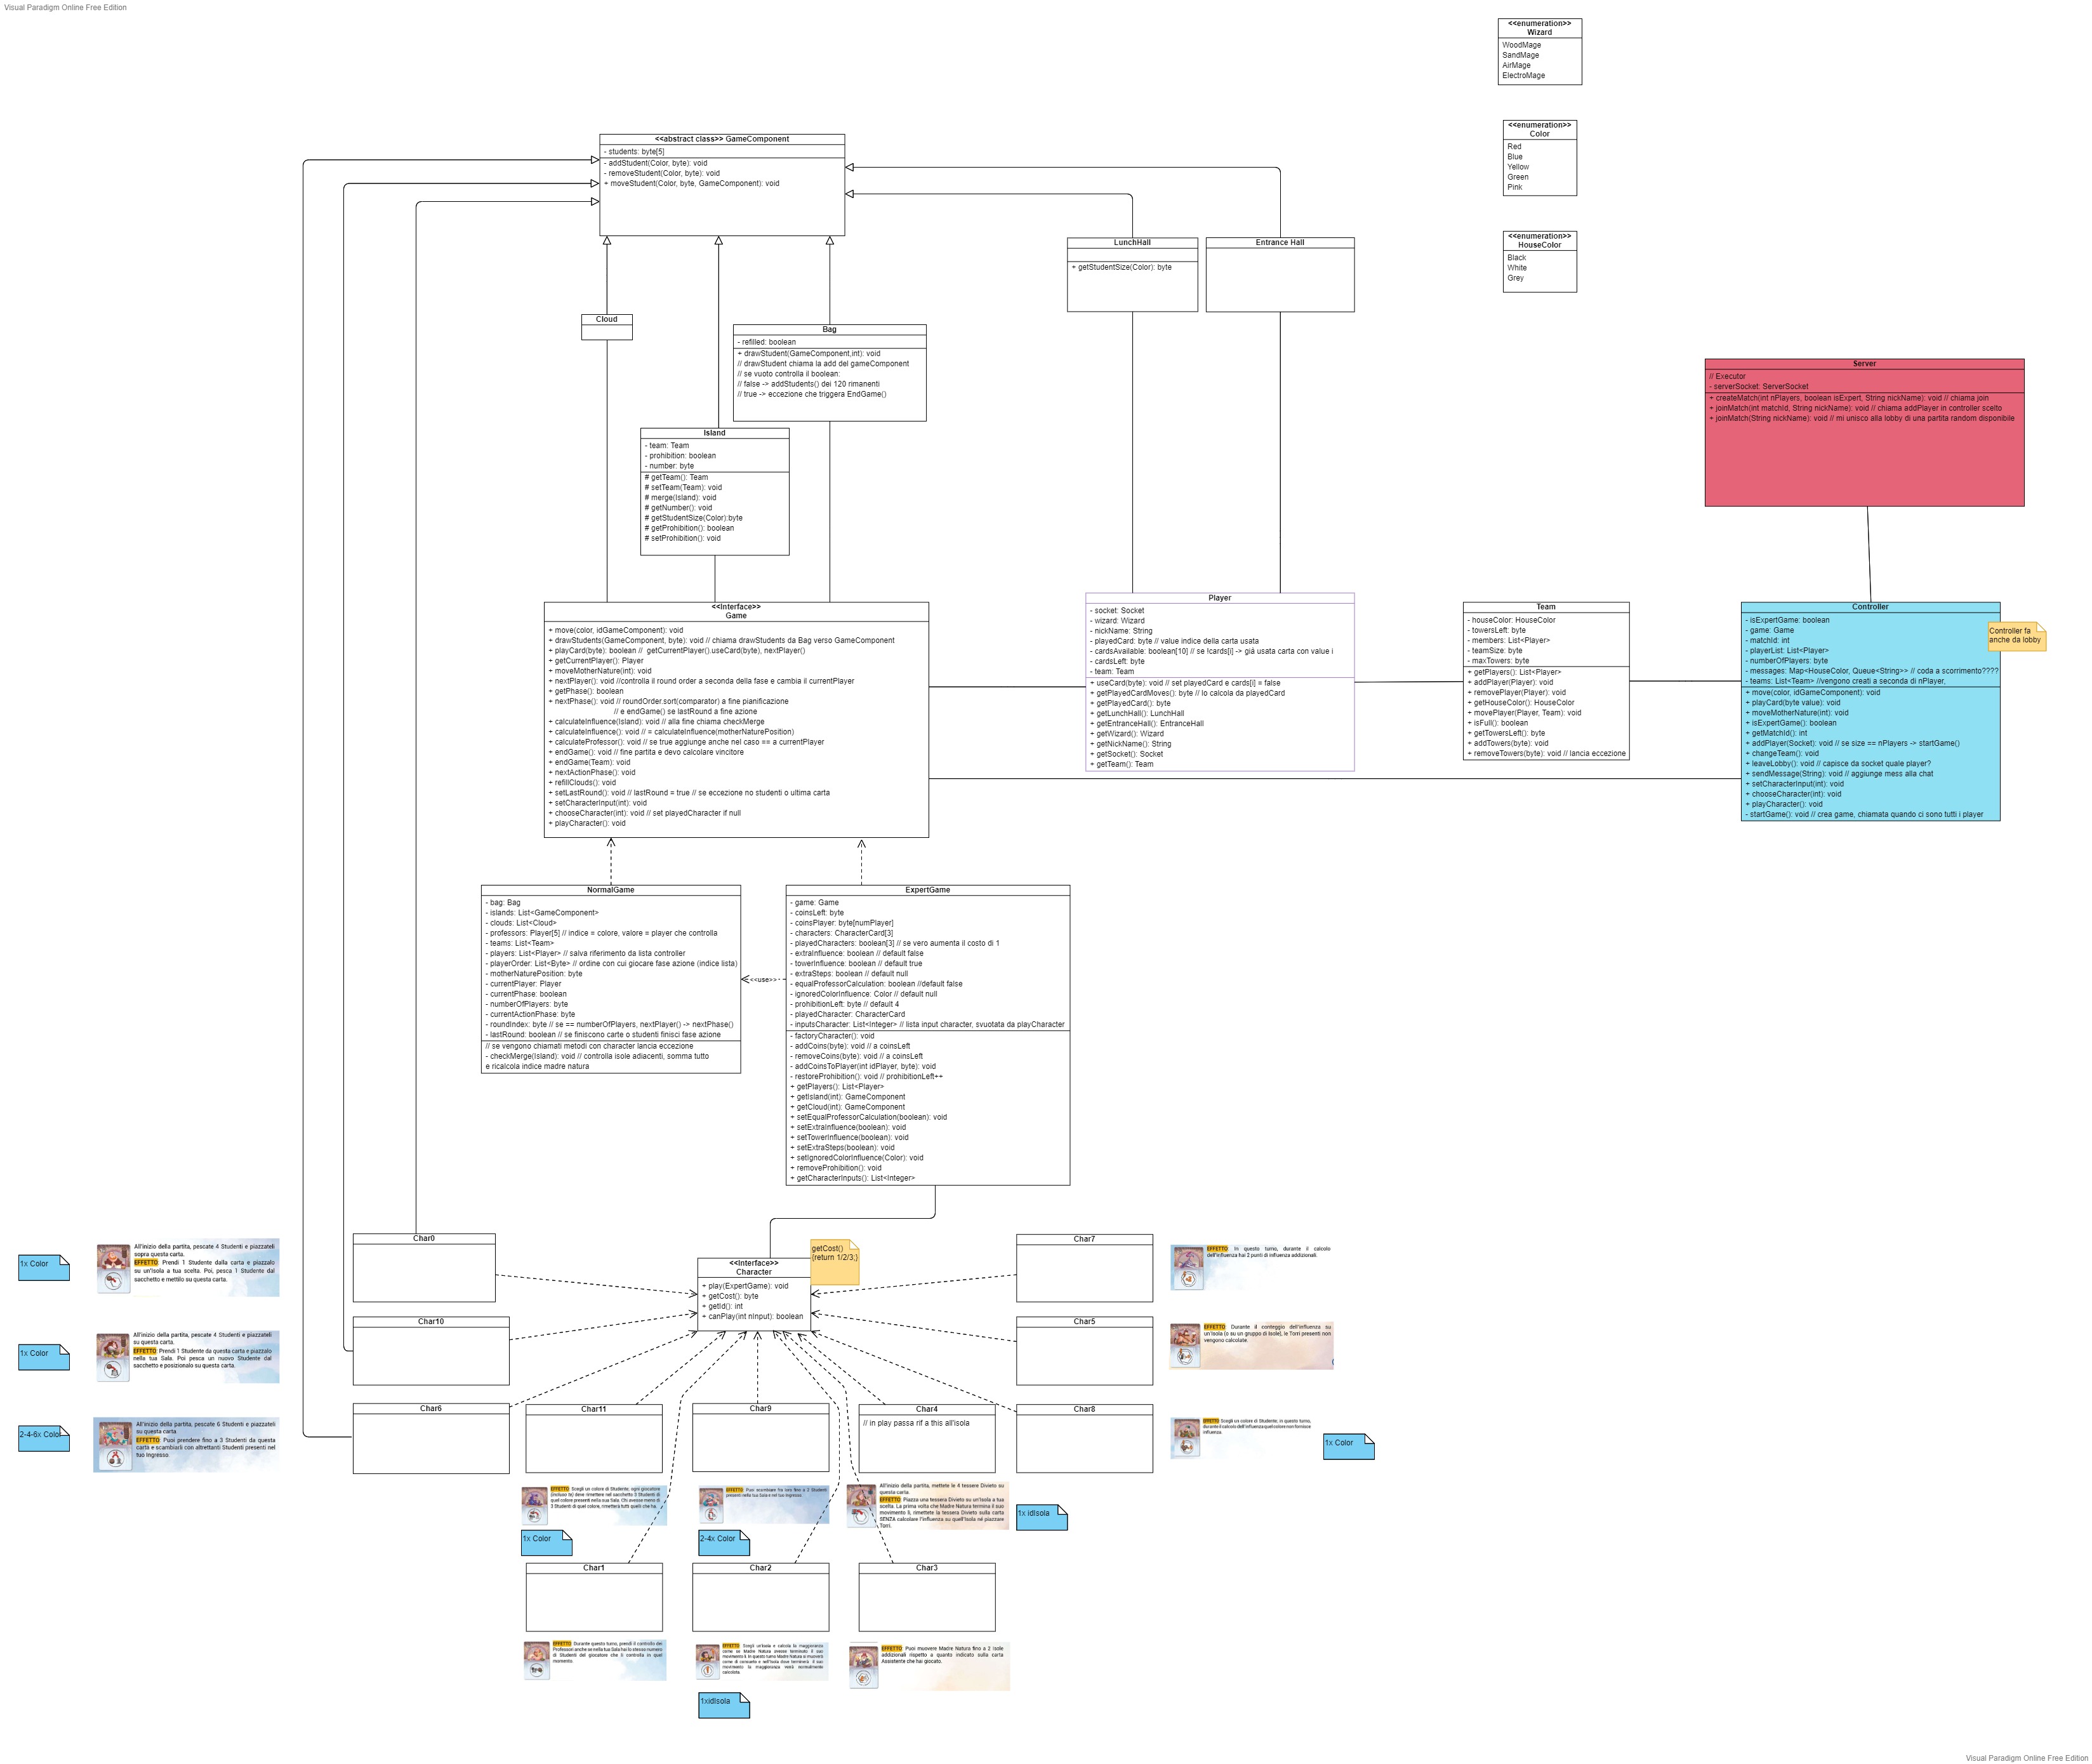 Visual Paradigm Online Free Edition
<<enumeration>>
Wizard
WoodMage
SandMage
AirMage
ElectroMage
<<enumeration>>
Color
Red
Blue
Yellow
Green
Pink
<<enumeration>>
HouseColor
Black
White
Grey
<<abstract class>> GameComponent
- students: byte[5]
- addStudent(Color, byte): void
- removeStudent(Color, byte): void
+ moveStudent(Color, byte, GameComponent): void
LunchHall
+ getStudentSize(Color): byte
Entrance Hall
Cloud
Bag
- refilled: boolean
+ drawStudent(GameComponent,int): void
// drawStudent chiama la add del gameComponent
// se vuoto controlla il boolean:
// false -> addStudents() dei 120 rimanenti
// true -> eccezione che triggera EndGame()
Island
- team: Team
- prohibition: boolean
- number: byte
# getTeam(): Team
# setTeam(Team): void
# merge(Island): void
# getNumber(): void
# getStudentSize(Color):byte
# getProhibition(): boolean
# setProhibition(): void
Server
// Executor
- serverSocket: ServerSocket
+ createMatch(int nPlayers, boolean isExpert, String nickName): void // chiama join
+ joinMatch(int matchId, String nickName): void // chiama addPlayer in controller scelto
+ joinMatch(String nickName): void // mi unisco alla lobby di una partita random disponibile
<<Interface>>
Game
+ move(color, idGameComponent): void
+ drawStudents(GameComponent, byte): void // chiama drawStudents da Bag verso GameComponent
+ playCard(byte): boolean //  getCurrentPlayer().useCard(byte), nextPlayer()
+ getCurrentPlayer(): Player
+ moveMotherNature(int): void
+ nextPlayer(): void //controlla il round order a seconda della fase e cambia il currentPlayer
+ getPhase(): boolean
+ nextPhase(): void // roundOrder.sort(comparator) a fine pianificazione
// e endGame() se lastRound a fine azione
+ calculateInfluence(Island): void // alla fine chiama checkMerge
+ calculateInfluence(): void // = calculateInfluence(motherNaturePosition)
+ calculateProfessor(): void // se true aggiunge anche nel caso == a currentPlayer
+ endGame(): void // fine partita e devo calcolare vincitore
+ endGame(Team): void
+ nextActionPhase(): void
+ refillClouds(): void
+ setLastRound(): void // lastRound = true // se eccezione no studenti o ultima carta
+ setCharacterInput(int): void
+ chooseCharacter(int): void // set playedCharacter if null
+ playCharacter(): void
Player
- socket: Socket
- wizard: Wizard
- nickName: String
- playedCard: byte // value indice della carta usata
- cardsAvailable: boolean[10] // se !cards[i] -> già usata carta con value i
- cardsLeft: byte
- team: Team
+ useCard(byte): void // set playedCard e cards[i] = false
+ getPlayedCardMoves(): byte // lo calcola da playedCard
+ getPlayedCard(): byte
+ getLunchHall(): LunchHall
+ getEntranceHall(): EntranceHall
+ getWizard(): Wizard
+ getNickName(): String
+ getSocket(): Socket
+ getTeam(): Team
Team
- houseColor: HouseColor
- towersLeft: byte
- members: List<Player>
- teamSize: byte
- maxTowers: byte
+ getPlayers(): List<Player>
+ addPlayer(Player): void
+ removePlayer(Player): void
+ getHouseColor(): HouseColor
+ movePlayer(Player, Team): void
+ isFull(): boolean
+ getTowersLeft(): byte
+ addTowers(byte): void
+ removeTowers(byte): void // lancia eccezione
Controller
- isExpertGame: boolean
- game: Game
- matchId: int
- playerList: List<Player>
- numberOfPlayers: byte
- messages: Map<HouseColor, Queue<String>> // coda a scorrimento????
- teams: List<Team> //vengono creati a seconda di nPlayer,
+ move(color, idGameComponent): void
+ playCard(byte value): void
+ moveMotherNature(int): void
+ isExpertGame(): boolean
+ getMatchId(): int
+ addPlayer(Socket): void // se size == nPlayers -> startGame()
+ changeTeam(): void
+ leaveLobby(): void // capisce da socket quale player?
+ sendMessage(String): void // aggiunge mess alla chat
+ setCharacterInput(int): void
+ chooseCharacter(int): void
+ playCharacter(): void
- startGame(): void // crea game, chiamata quando ci sono tutti i player
Controller fa
anche da lobby
NormalGame
- bag: Bag
- islands: List<GameComponent>
- clouds: List<Cloud>
- professors: Player[5] // indice = colore, valore = player che controlla
- teams: List<Team>
- players: List<Player> // salva riferimento da lista controller
- playerOrder: List<Byte> // ordine con cui giocare fase azione (indice lista)
- motherNaturePosition: byte
- currentPlayer: Player
- currentPhase: boolean
- numberOfPlayers: byte
- currentActionPhase: byte
- roundIndex: byte // se == numberOfPlayers, nextPlayer() -> nextPhase()
- lastRound: boolean // se finiscono carte o studenti finisci fase azione
// se vengono chiamati metodi con character lancia eccezione
- checkMerge(Island): void // controlla isole adiacenti, somma tutto
e ricalcola indice madre natura
<<use>>
ExpertGame
- game: Game
- coinsLeft: byte
- coinsPlayer: byte[numPlayer]
- characters: CharacterCard[3]
- playedCharacters: boolean[3] // se vero aumenta il costo di 1
- extraInfluence: boolean // default false
- towerInfluence: boolean // default true
- extraSteps: boolean // default null
- equalProfessorCalculation: boolean //default false
- ignoredColorInfluence: Color // default null
- prohibitionLeft: byte // default 4
- playedCharacter: CharacterCard
- inputsCharacter: List<Integer> // lista input character, svuotata da playCharacter
- factoryCharacter(): void
- addCoins(byte): void // a coinsLeft
- removeCoins(byte): void // a coinsLeft
- addCoinsToPlayer(int idPlayer, byte): void
- restoreProhibition(): void // prohibitionLeft++
+ getPlayers(): List<Player>
+ getIsland(int): GameComponent
+ getCloud(int): GameComponent
+ setEqualProfessorCalculation(boolean): void
+ setExtraInfluence(boolean): void
+ setTowerInfluence(boolean): void
+ setExtraSteps(boolean): void
+ setIgnoredColorInfluence(Color): void
+ removeProhibition(): void
+ getCharacterInputs(): List<Integer>
1x Color
All'inizio della partita, pescate 4 Studenti e piazzateli
sopra questa carta.
EFFETTO: Prendi 1 Studente dalla carta e piazzalo
su un'Isola a tua scelta. Poi, pesca 1 Studente dal
sacchetto e mettilo su questa carta.
Char0
<<Interface>>
Character
+ play(ExpertGame): void
+ getCost(): byte
+ getId(): int
+ canPlay(int nInput): boolean
getCost()
{return 1/2/3;}
Char7
EFFETTO: In questo turno, durante il calcolo
dell'influenza hai 2 punti di influenza addizionali.
1x Color
All'inizio della partita, pescate 4 Studenti e piazzateli
su questa carta.
EFFETTO: Prendi 1 Studente da questa carta e piazzalo
nella tua Sala. Poi pesca un nuovo Studente dal
sacchetto e posizionalo su questa carta.
Char10
Char5
EFFETTO: Durante il conteggio dell'influenza su
un'Isola (o su un gruppo di Isole), le Torri presenti non
vengono calcolate.
2-4-6x Color
All'inizio della partita, pescate 6 Studenti e piazzateli
su questa carta.
EFFETTO: Puoi prendere fino a 3 Studenti da questa
carta e scambiarli con altrettanti Studenti presenti nel
tuo Ingresso.
Char6
Char11
Char9
Char4
// in play passa rif a this all'isola
Char8
EFFETTO: Scegli un colore di Studente; in questo turno,
durante il calcolo dell'influenza quel colore non fornisce
influenza.
1x Color
EFFETTO: Scegli un colore di Studente; ogni giocatore
(incluso te) deve rimettere nel sacchetto 3 Studenti di
quel colore presenti nella sua Sala. Chi avesse meno di
3 Studenti di quel colore, rimetterà tutti quelli che ha.
1x Color
EFFETTO: Puoi scambiare fra loro fino a 2 Studenti
presenti nella tua Sala e nel tuo Ingresso.
2-4x Color
All'inizio della partita, mettete le 4 tessere Divieto su
questa carta.
EFFETTO: Piazza una tessera Divieto su un'Isola a tua
scelta. La prima volta che Madre Natura termina il suo
movimento lì, rimettete la tessera Divieto sulla carta
SENZA calcolare l'influenza su quell'Isola né piazzare
Torri.
1x idIsola
Char1
Char2
Char3
EFFETTO: Durante questo turno, prendi il controllo dei
Professori anche se nella tua Sala hai lo stesso numero
di Studenti del giocatore che li controlla in quel
momento.
EFFETTO: Scegli un'Isola e calcola la maggioranza
come se Madre Natura avesse terminato il suo
movimento lì. In questo turno Madre Natura si muoverà
come di consueto e nell'Isola dove terminerà il suo
movimento la maggioranza verrà normalmente
calcolata.
EFFETTO: Puoi muovere Madre Natura fino a 2 Isole
addizionali rispetto a quanto indicato sulla carta
Assistente che hai giocato.
1xidIsola
Visual Paradigm Online Free Edition